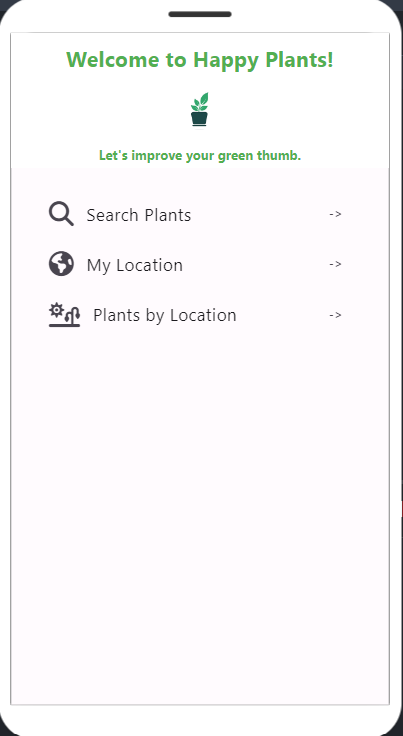 Welcome to Happy Plants!
Let's improve your green thumb.
Search Plants ->
My Location ->
Plants by Location ->